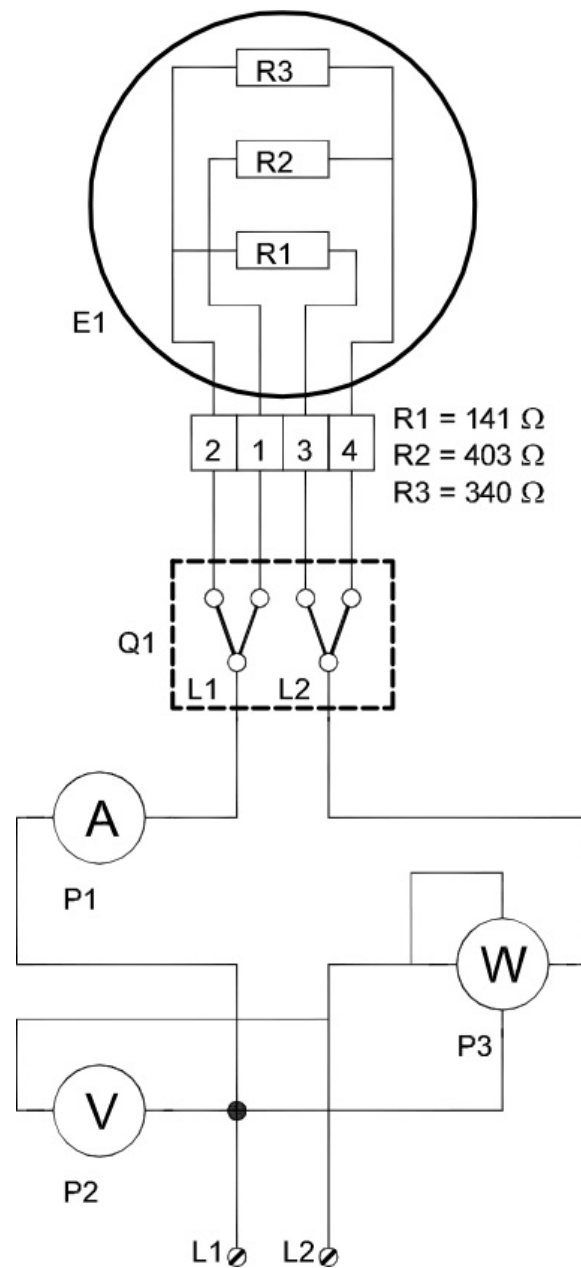 R3
R2
R1
E1
2 1 3 4
R1 = 141 Ω
R2 = 403 Ω
R3 = 340 Ω
Q1
L1 L2
A
P1
W
P3
V
P2
L1 L2